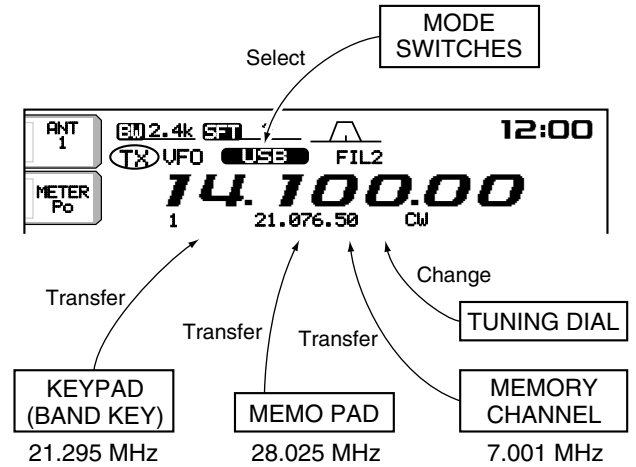 MODE
SWITCHES
Select
ANT
1
BW 2.4k SFT
12:00
TX VFO USB FIL2
METER
Po
14.100.00
1 21.076.50 CW
Change
Transfer
Transfer
Transfer
TUNING DIAL
KEYPAD
(BAND KEY)
MEMO PAD
MEMORY
CHANNEL
21.295 MHz
28.025 MHz
7.001 MHz